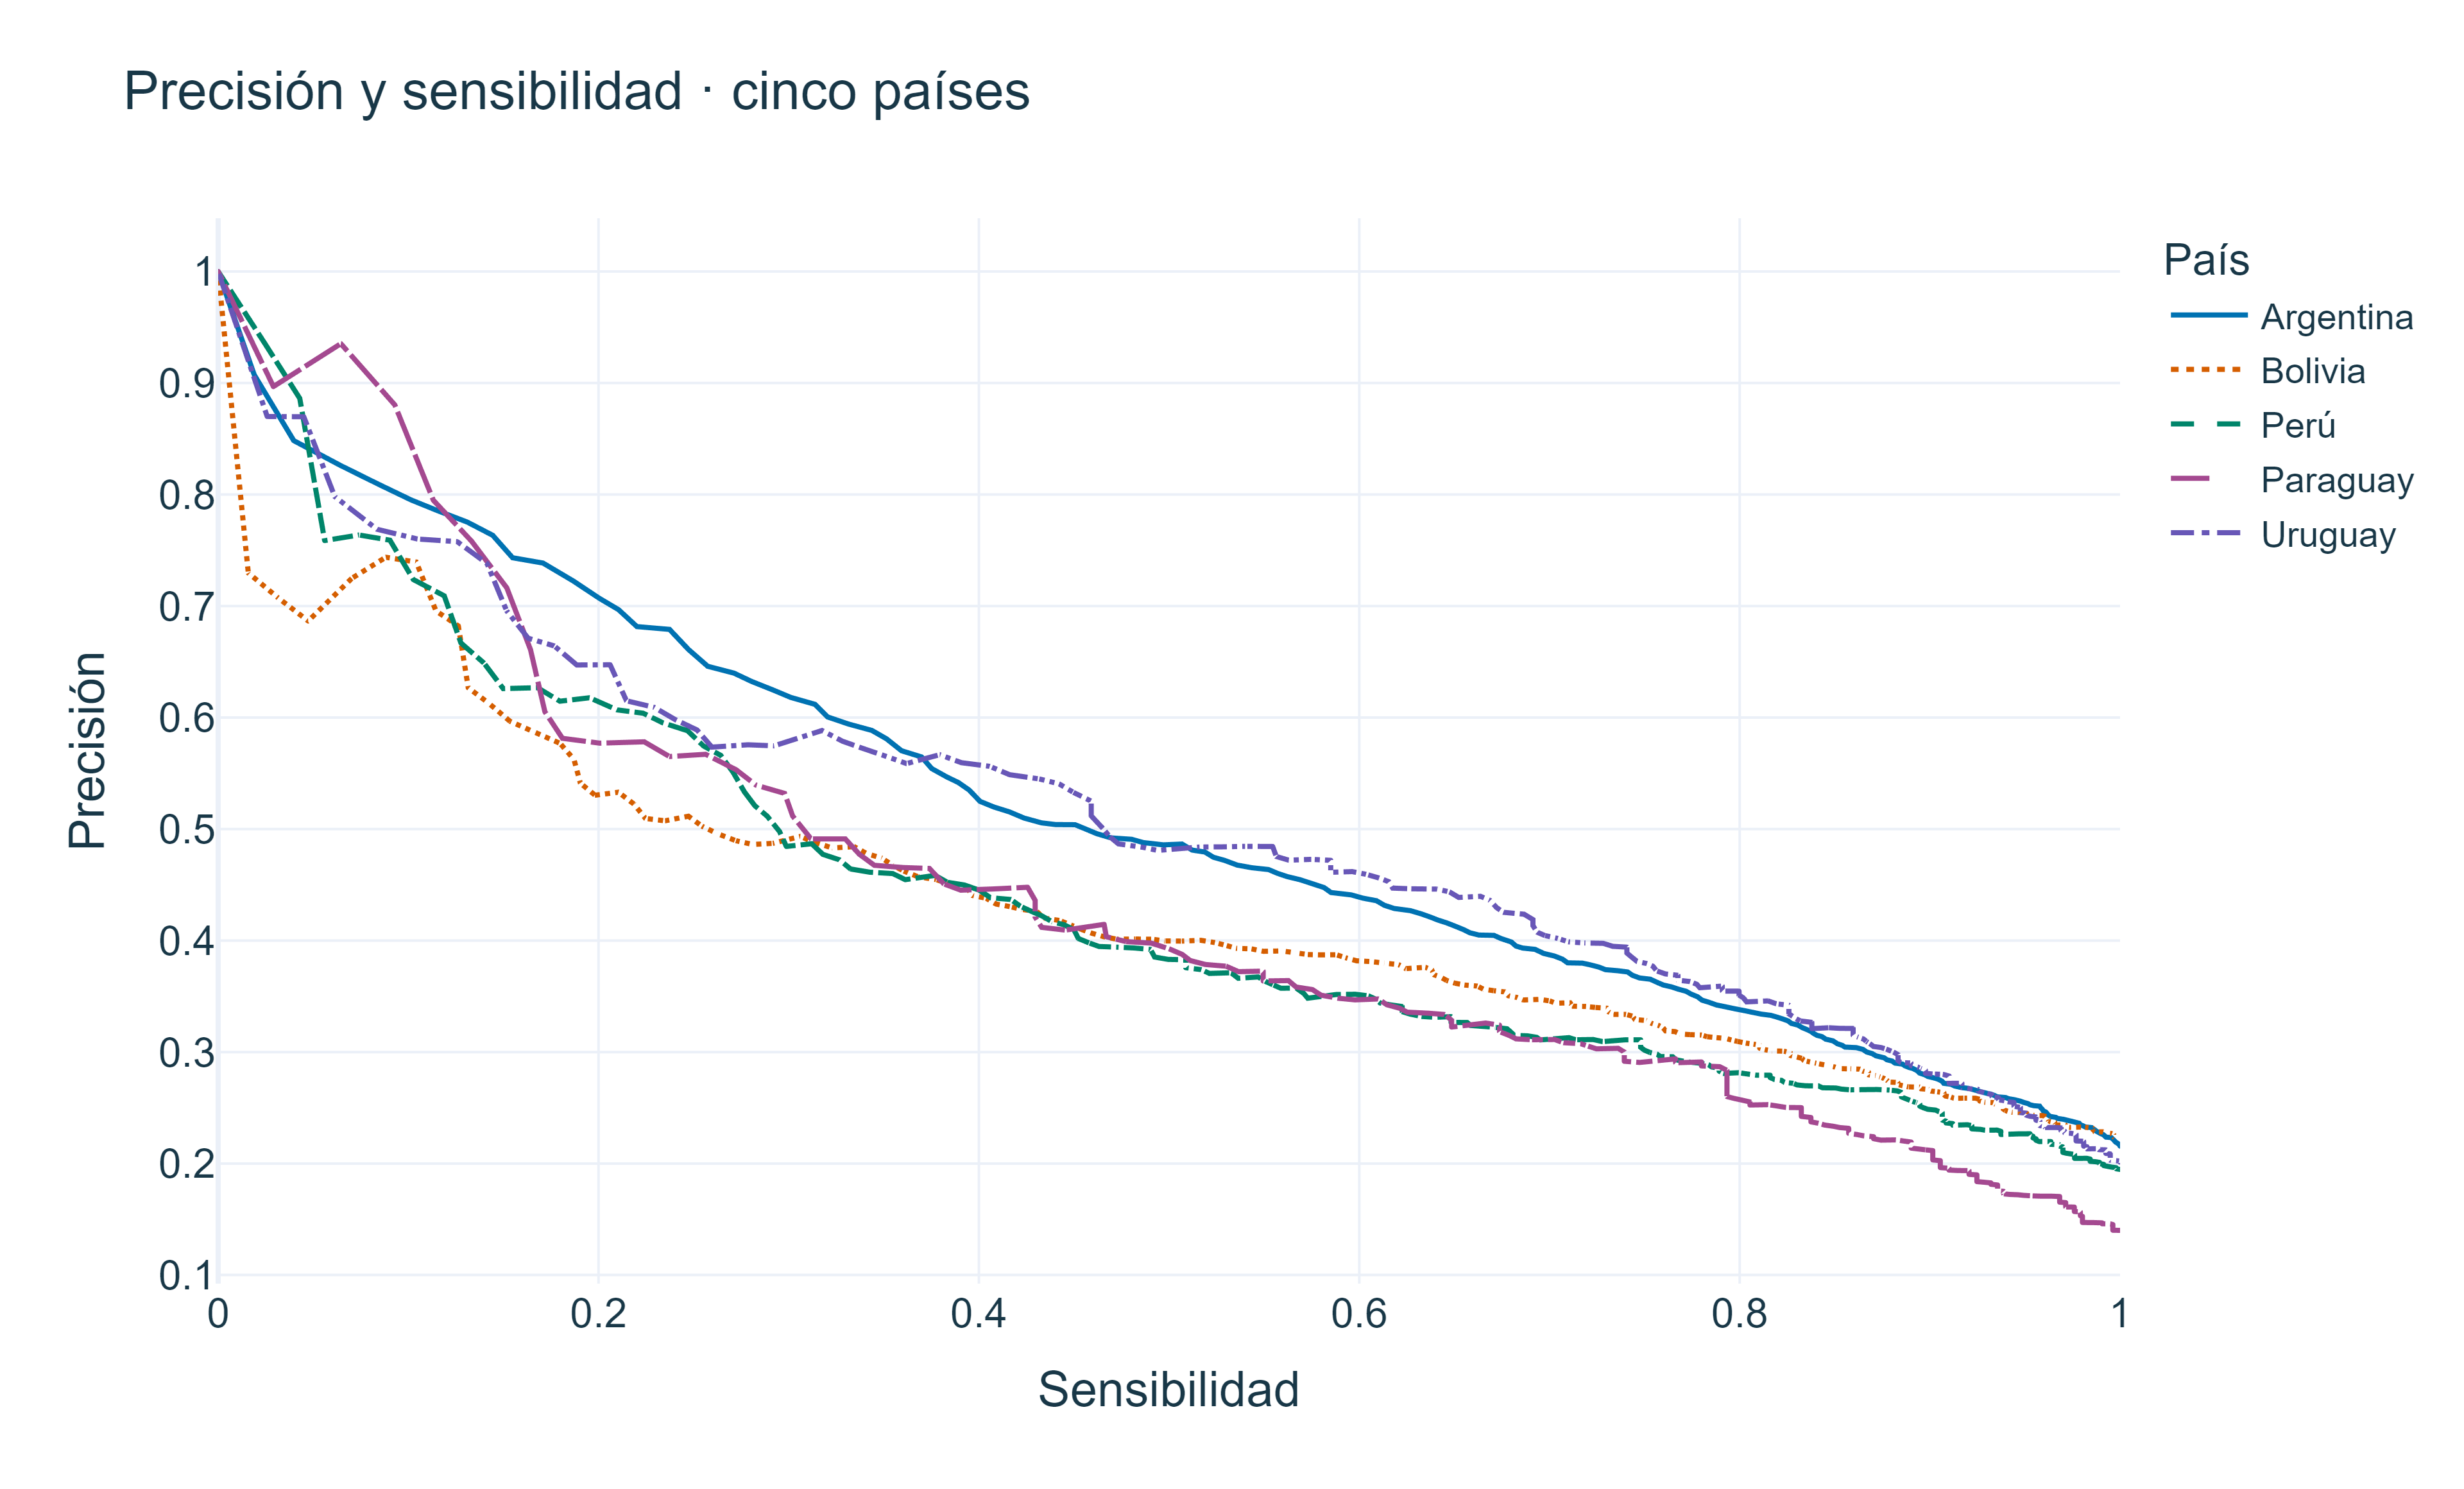 Precisión y sensibilidad · cinco países
Precisión
1
0.9
0.8
0.7
0.6
0.5
0.4
0.3
0.2
0.1
0
0.2
0.4
0.6
0.8
1
Sensibilidad
País
Argentina
Bolivia
Perú
Paraguay
Uruguay